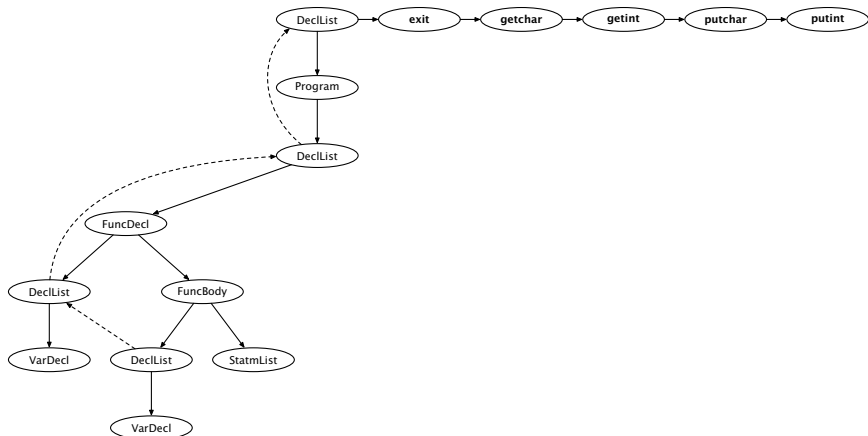 DeclList exit getchar getint putchar putint
Program
DeclList
FuncDecl
DeclList FuncBody
VarDecl DeclList StatmList
VarDecl